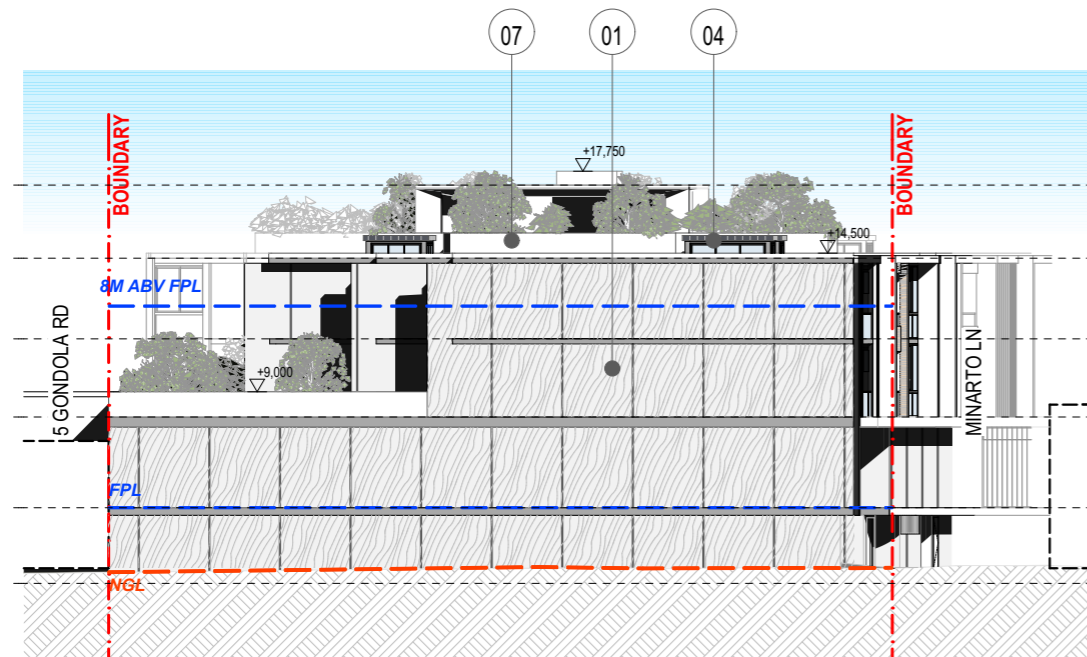 07
01
04
BOUNDARY
BOUNDARY
+17,750
+14,500
8M ABV FPL
5 GONDOLA RD
+9,000
MINARTO LN
FPL
NGL